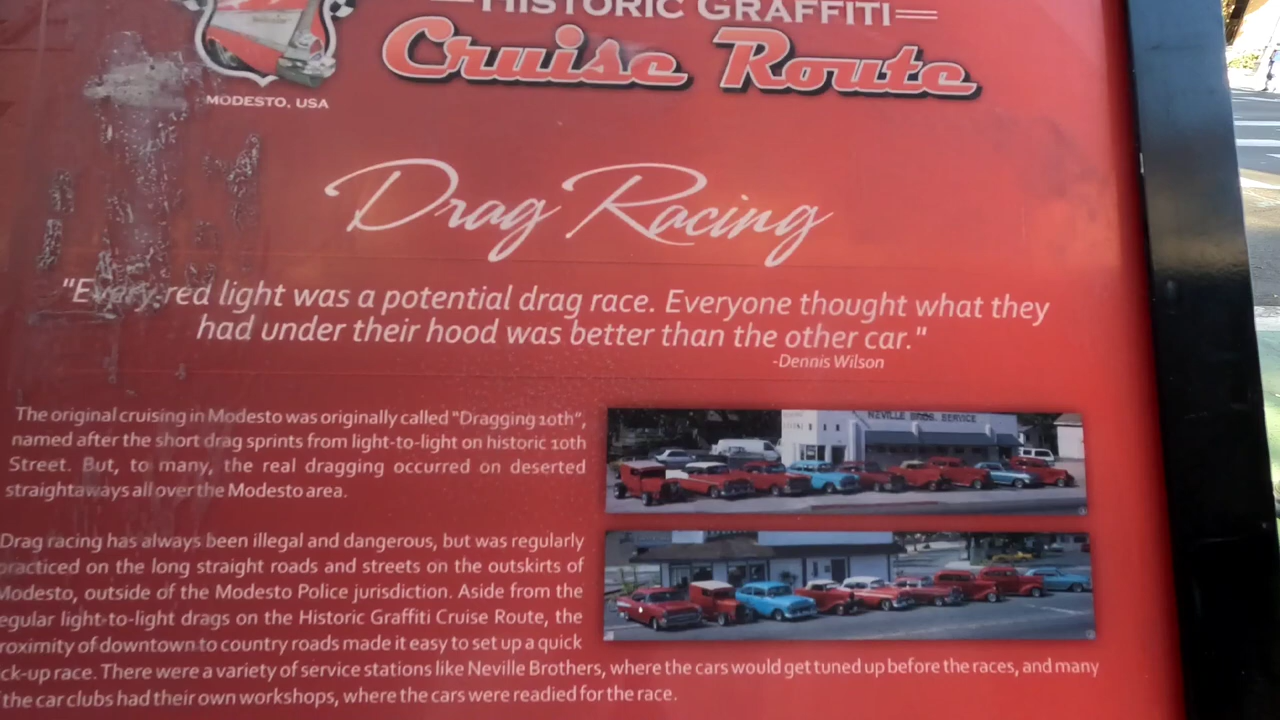 HISTORIC GRAFFITI
Cruise Route
MODESTO, USA
Drag Racing
"Every red light was a potential drag race. Everyone thought what they
had under their hood was better than the other car."
-Dennis Wilson
The original cruising in Modesto was originally called "Dragging 10th",
named after the short drag sprints from light-to-light on historic 10th
Street. But, to many, the real dragging occurred on deserted
straightaways all over the Modesto area.
NEVILLE BROS. SERVICE
Drag racing has always been illegal and dangerous, but was regularly
practiced on the long straight roads and streets on the outskirts of
Modesto, outside of the Modesto Police jurisdiction. Aside from the
egular light-to-light drags on the Historic Graffiti Cruise Route, the
roximity of downtown to country roads made it easy to set up a quick
ck-up race. There were a variety of service stations like Neville Brothers, where the cars would get tuned up before the races, and many
the car clubs had their own workshops, where the cars were readied for the race.